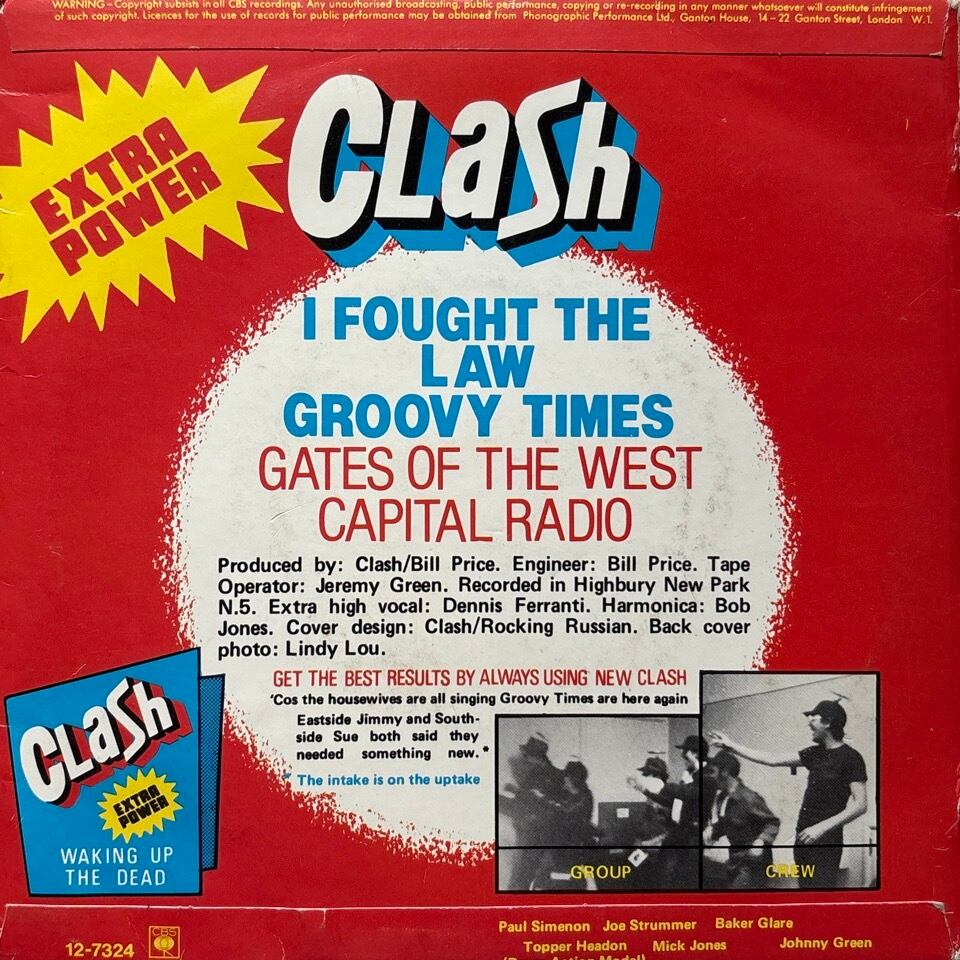 WARNING – Copyright subsists in all CBS recordings. Any unauthorised broadcasting, public performance, copying or re-recording in any manner whatsoever will constitute infringement
of such copyright. Licences for the use of records for public performance may be obtained from Phonographic Performance Ltd., Ganton House, 14 – 22 Ganton Street, London W.1.
EXTRA
POWER
CLaSh
I FOUGHT THE
LAW
GROOVY TIMES
GATES OF THE WEST
CAPITAL RADIO
Produced by: Clash/Bill Price. Engineer: Bill Price. Tape
Operator: Jeremy Green. Recorded in Highbury New Park
N.5. Extra high vocal: Dennis Ferranti. Harmonica: Bob
Jones. Cover design: Clash/Rocking Russian. Back cover
photo: Lindy Lou.
GET THE BEST RESULTS BY ALWAYS USING NEW CLASH
'Cos the housewives are all singing Groovy Times are here again
Eastside Jimmy and South-
side Sue both said they
needed something new.*
* The intake is on the uptake
CLaSh
EXTRA
POWER
WAKING UP
THE DEAD
GROUP
CREW
12-7324
CBS
Paul Simenon Joe Strummer Baker Glare
Topper Headon Mick Jones Johnny Green